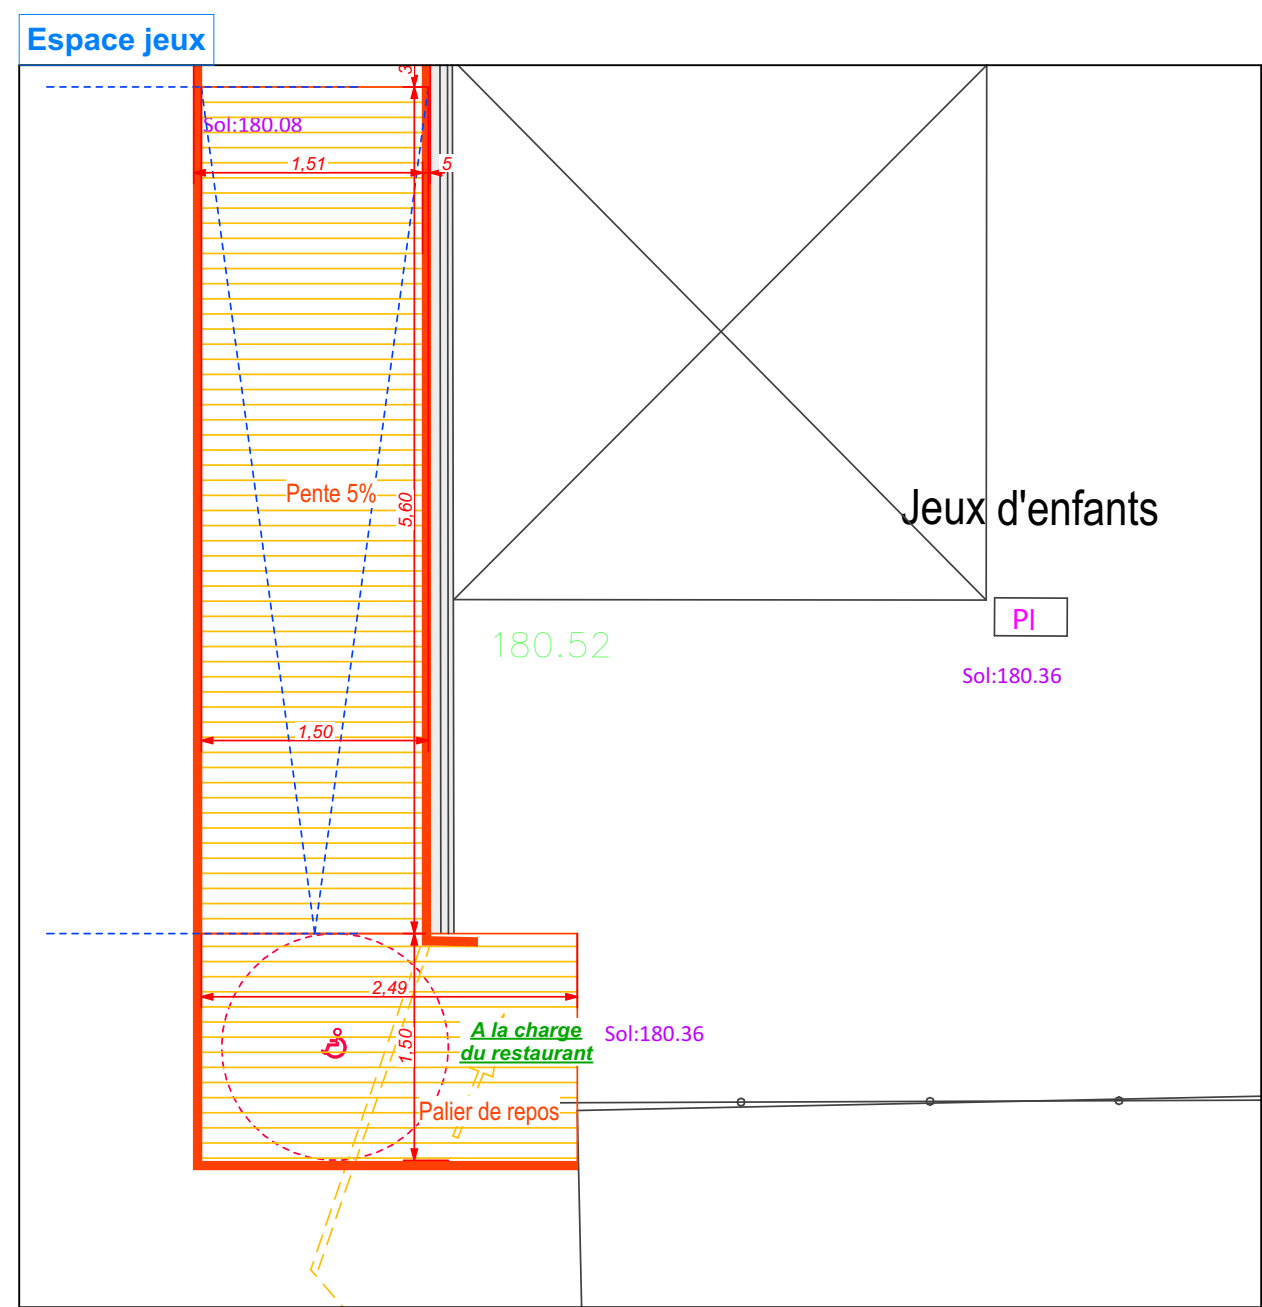 Espace jeux
3
Sol:180.08
1,51
5
Pente 5%
5,60
Jeux d'enfants
PI
180.52
Sol:180.36
1,50
2,49
A la charge
du restaurant
1,50
Sol:180.36
Palier de repos